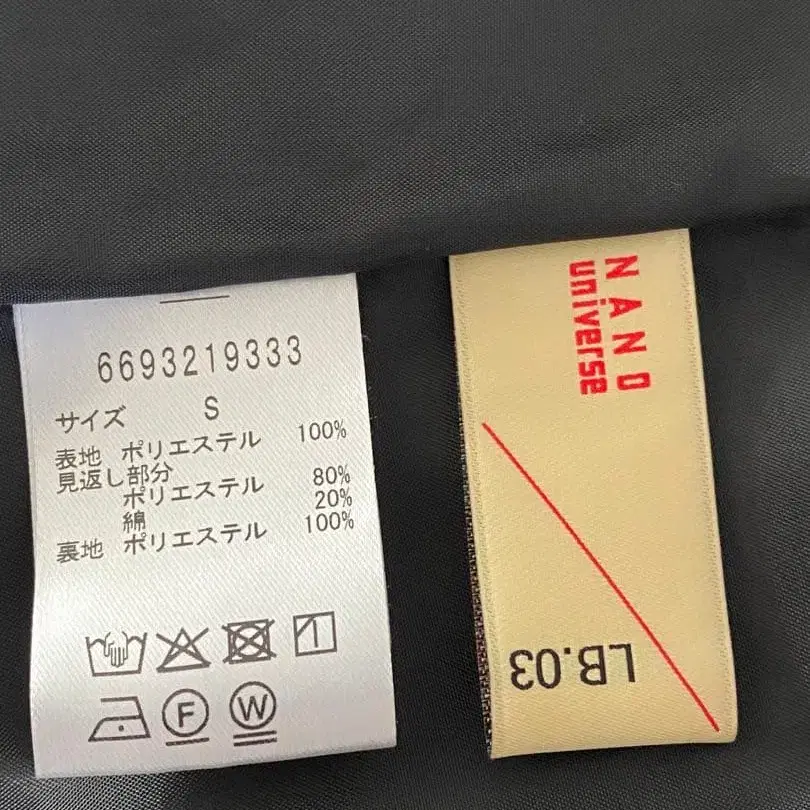 6693219333
サイズ S
表地 ポリエステル 100%
見返し部分
ポリエステル 80%
綿 20%
裏地 ポリエステル 100%
F W
NANO
universe
LB.03